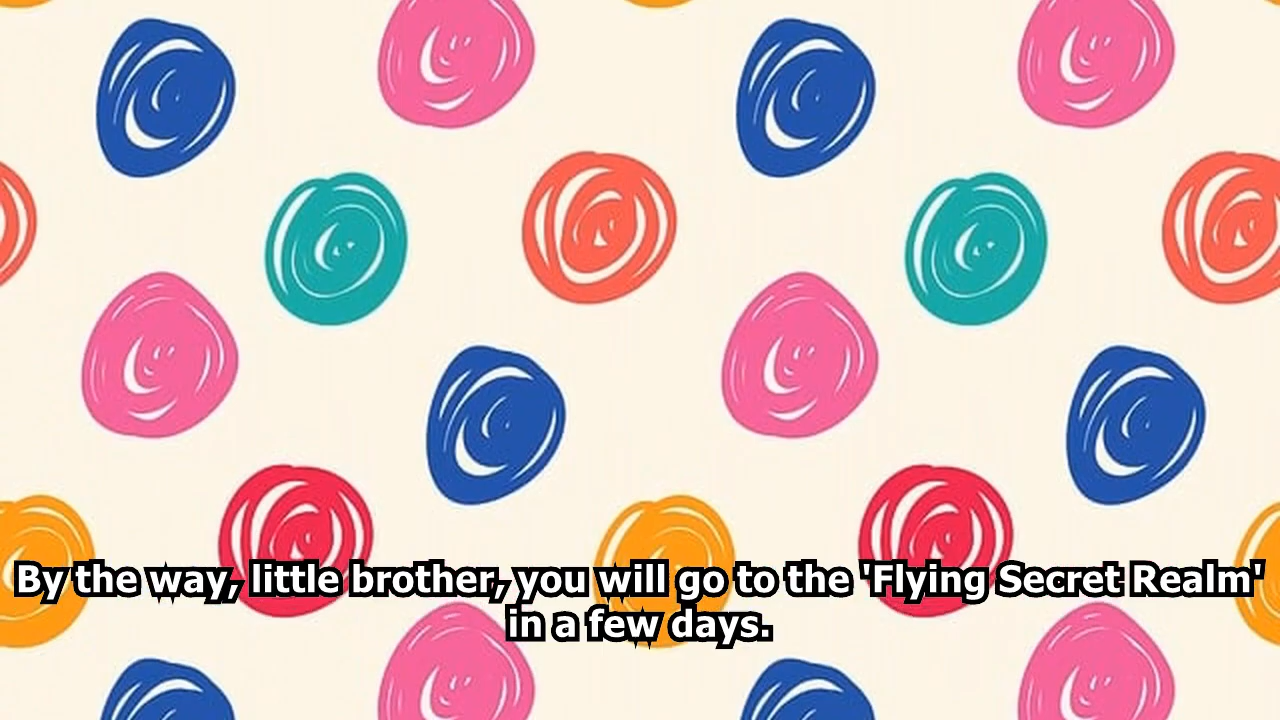 By the way, little brother, you will go to the 'Flying Secret Realm'
in a few days.